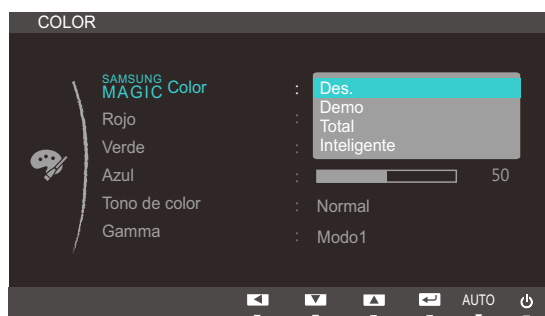 COLOR
SAMSUNG MAGIC Color : Des.
Demo
Rojo : Total
Verde : Inteligente
Azul : 50
Tono de color : Normal
Gamma : Modo1
AUTO